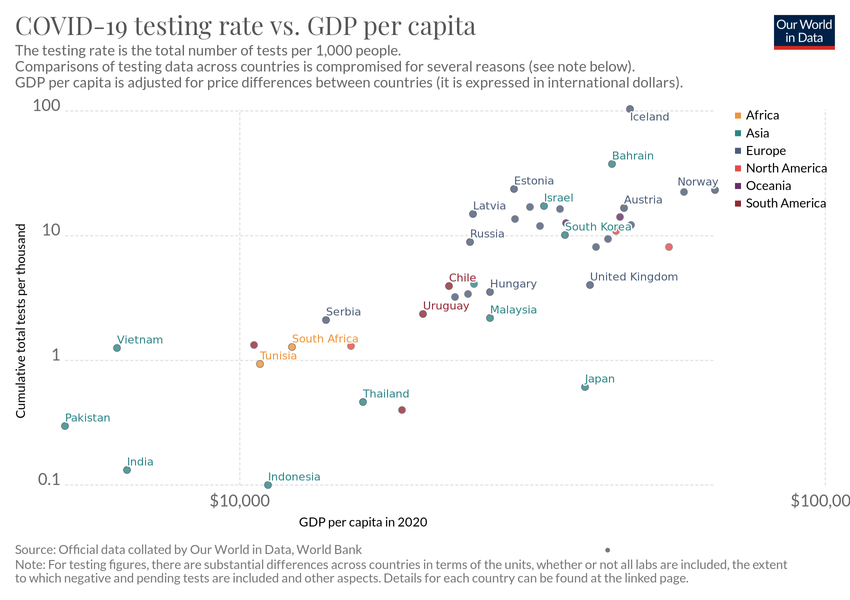 COVID-19 testing rate vs. GDP per capita
Our World
in Data
The testing rate is the total number of tests per 1,000 people.
Comparisons of testing data across countries is compromised for several reasons (see note below).
GDP per capita is adjusted for price differences between countries (it is expressed in international dollars).
100
Iceland
Africa
Asia
Europe
North America
Oceania
South America
Bahrain
Estonia
Norway
Israel
Austria
Latvia
South Korea
Russia
10
Cumulative total tests per thousand
Chile
United Kingdom
Hungary
Uruguay
Malaysia
Serbia
South Africa
Vietnam
Tunisia
1
Japan
Thailand
Pakistan
India
Indonesia
0.1
$10,000
$100,00
GDP per capita in 2020
Source: Official data collated by Our World in Data, World Bank
Note: For testing figures, there are substantial differences across countries in terms of the units, whether or not all labs are included, the extent
to which negative and pending tests are included and other aspects. Details for each country can be found at the linked page.